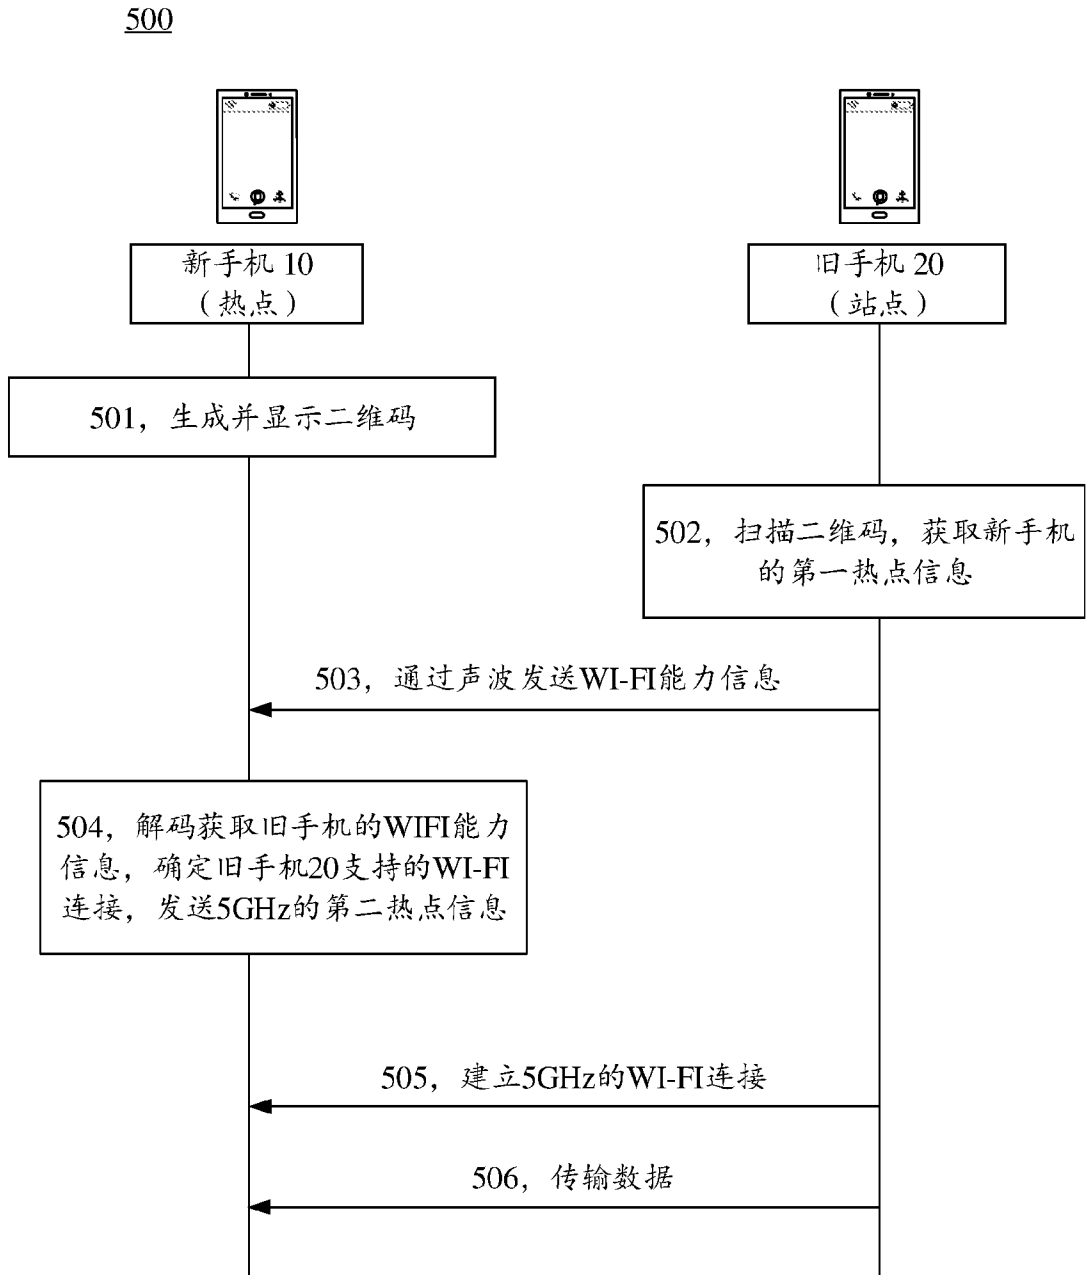 500
新手机 10
（热点）
旧手机 20
（站点）
501，生成并显示二维码
502，扫描二维码，获取新手机
的第一热点信息
503，通过声波发送WI-FI能力信息
504，解码获取旧手机的WIFI能力
信息，确定旧手机20支持的WI-FI
连接，发送5GHz的第二热点信息
505，建立5GHz的WI-FI连接
506，传输数据